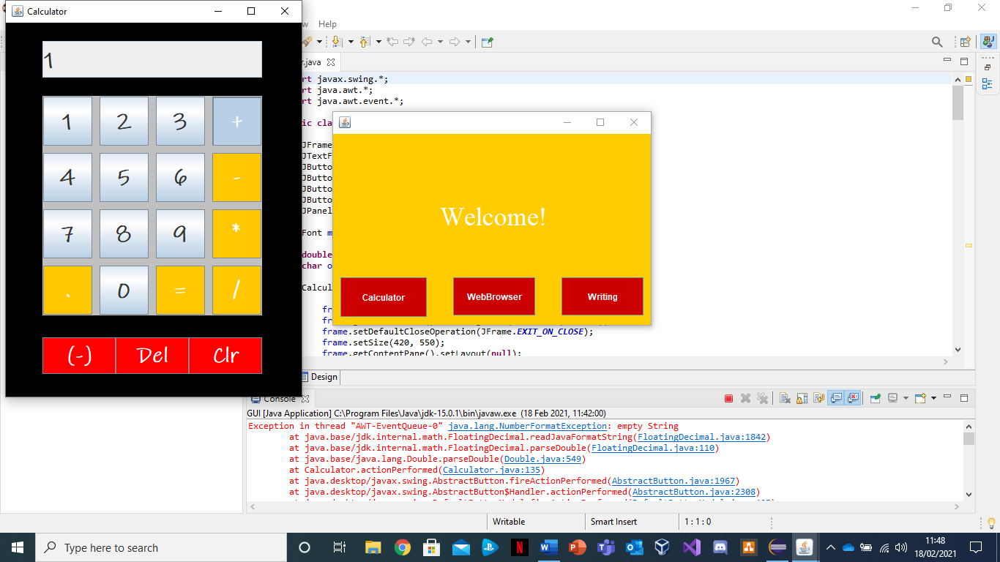 Calculator
1
1 2 3 +
4 5 6 -
7 8 9 *
. 0 = /
(-) Del Clr
Help
.java
rt javax.swing.*;
rt java.awt.*;
rt java.awt.event.*;
ic cla
JFrame
JTextF
JButto
JButto
JButto
JButto
JPanel
Font m
double
char o
Calcu
fr
frame.setDefaultCloseOperation(JFrame.EXIT_ON_CLOSE);
frame.setSize(420, 550);
frame.getContentPane().setLayout(null);
Welcome!
Calculator WebBrowser Writing
Design
Console
GUI [Java Application] C:\Program Files\Java\jdk-15.0.1\bin\javaw.exe (18 Feb 2021, 11:42:00)
Exception in thread "AWT-EventQueue-0" java.lang.NumberFormatException: empty String
at java.base/jdk.internal.math.FloatingDecimal.readJavaFormatString(FloatingDecimal.java:1842)
at java.base/jdk.internal.math.FloatingDecimal.parseDouble(FloatingDecimal.java:110)
at java.base/java.lang.Double.parseDouble(Double.java:549)
at Calculator.actionPerformed(Calculator.java:135)
at java.desktop/javax.swing.AbstractButton.fireActionPerformed(AbstractButton.java:1967)
at java.desktop/javax.swing.AbstractButton$Handler.actionPerformed(AbstractButton.java:2308)
Writable Smart Insert 1 : 1 : 0
Type here to search
11:48
18/02/2021